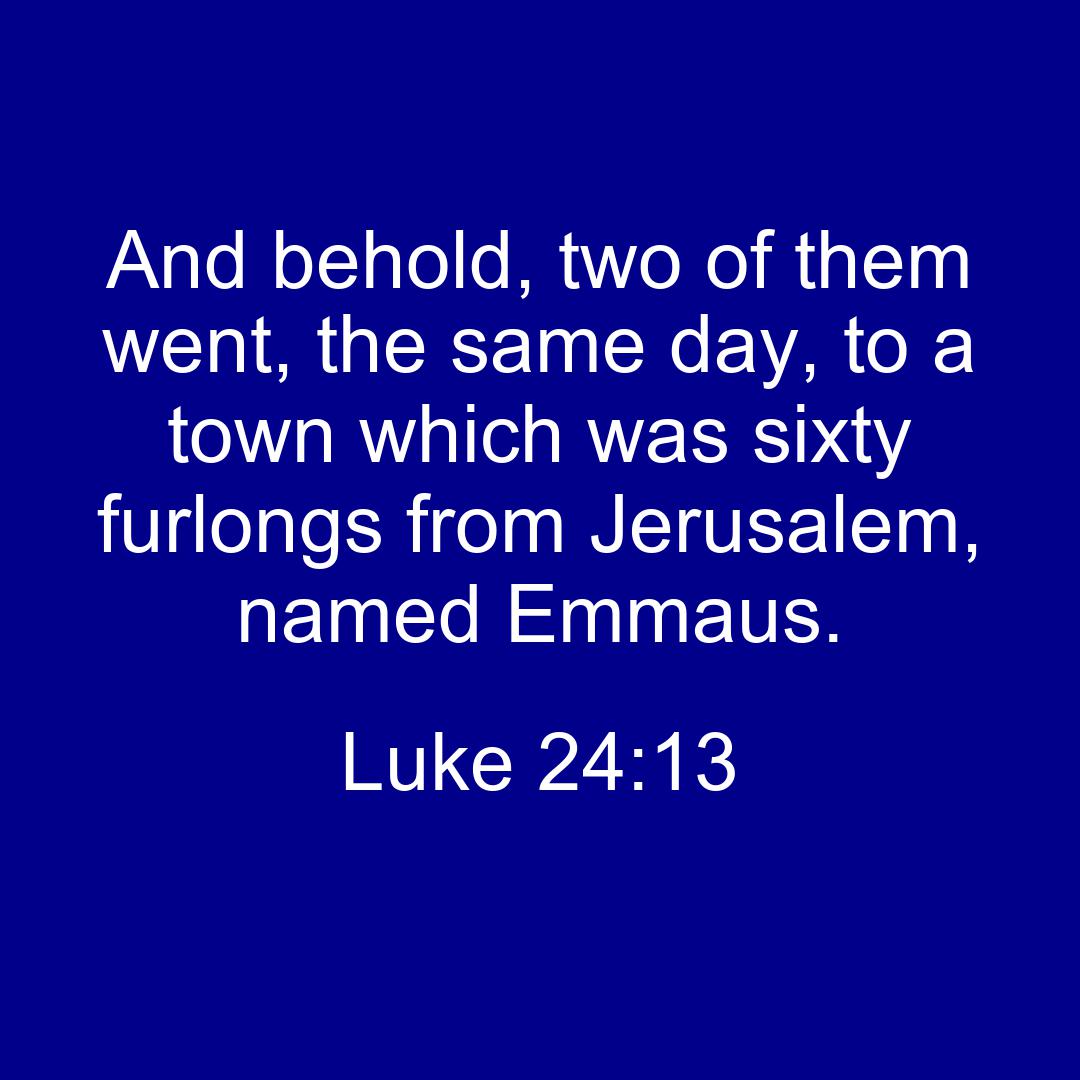 And behold, two of them
went, the same day, to a
town which was sixty
furlongs from Jerusalem,
named Emmaus.
Luke 24:13